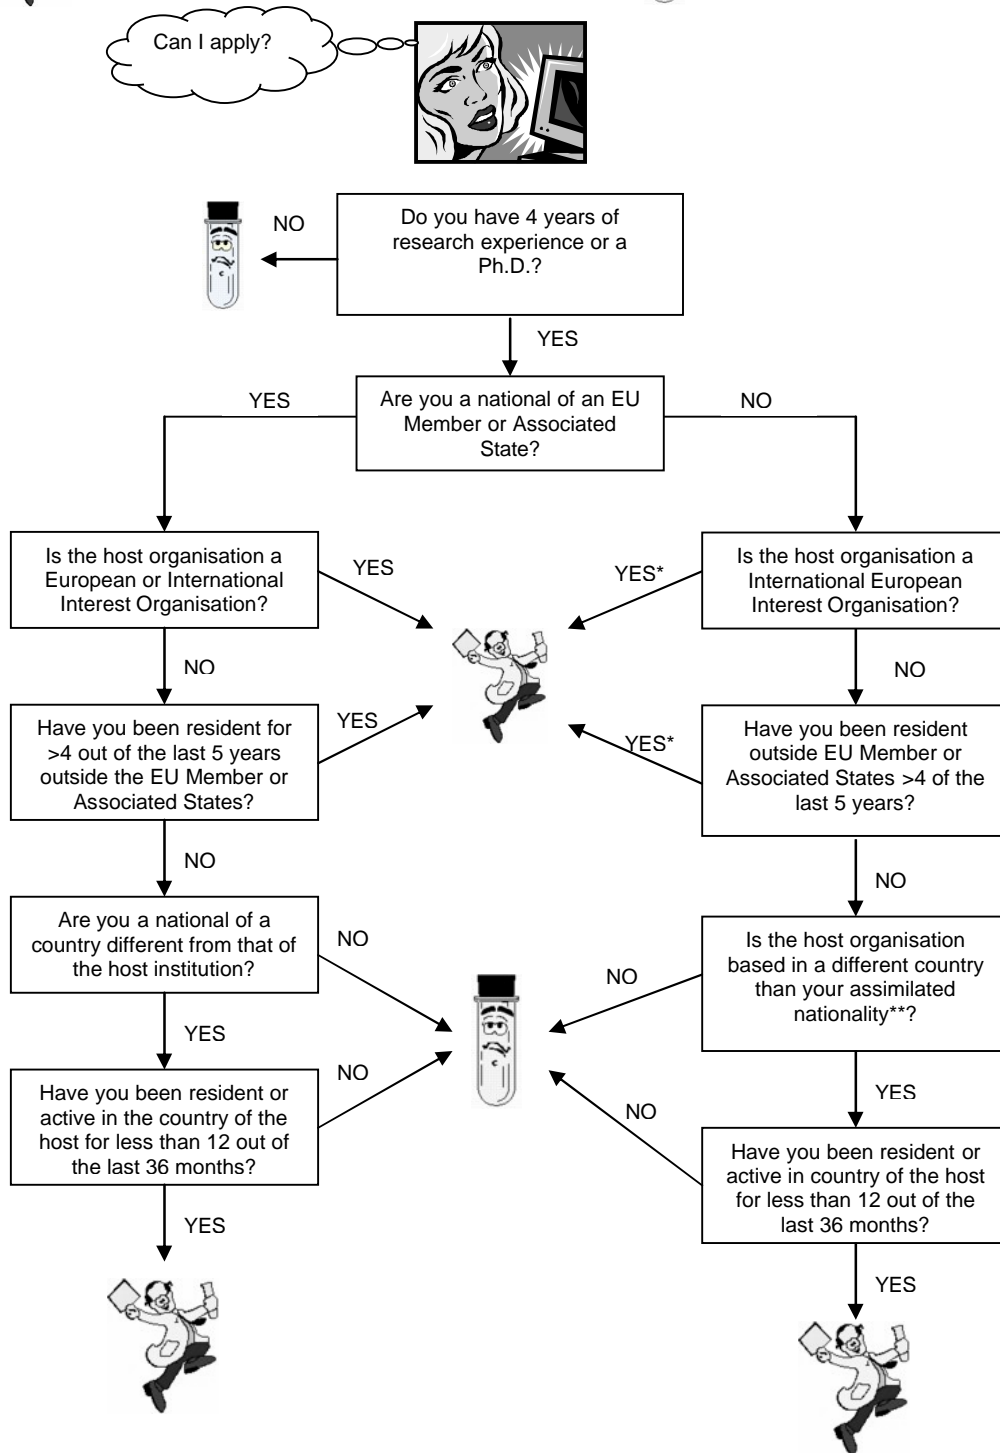 Can I apply?
NO
Do you have 4 years of
research experience or a
Ph.D.?
YES
YES
Are you a national of an EU
Member or Associated
State?
NO
Is the host organisation a
European or International
Interest Organisation?
YES
YES*
Is the host organisation a
International European
Interest Organisation?
NO
NO
Have you been resident for
>4 out of the last 5 years
outside the EU Member or
Associated States?
YES
YES*
Have you been resident
outside EU Member or
Associated States >4 of the
last 5 years?
NO
NO
Are you a national of a
country different from that of
the host institution?
NO
NO
Is the host organisation
based in a different country
than your assimilated
nationality**?
YES
YES
Have you been resident or
active in the country of the
host for less than 12 out of
the last 36 months?
NO
NO
Have you been resident or
active in country of the host
for less than 12 out of the
last 36 months?
YES
YES